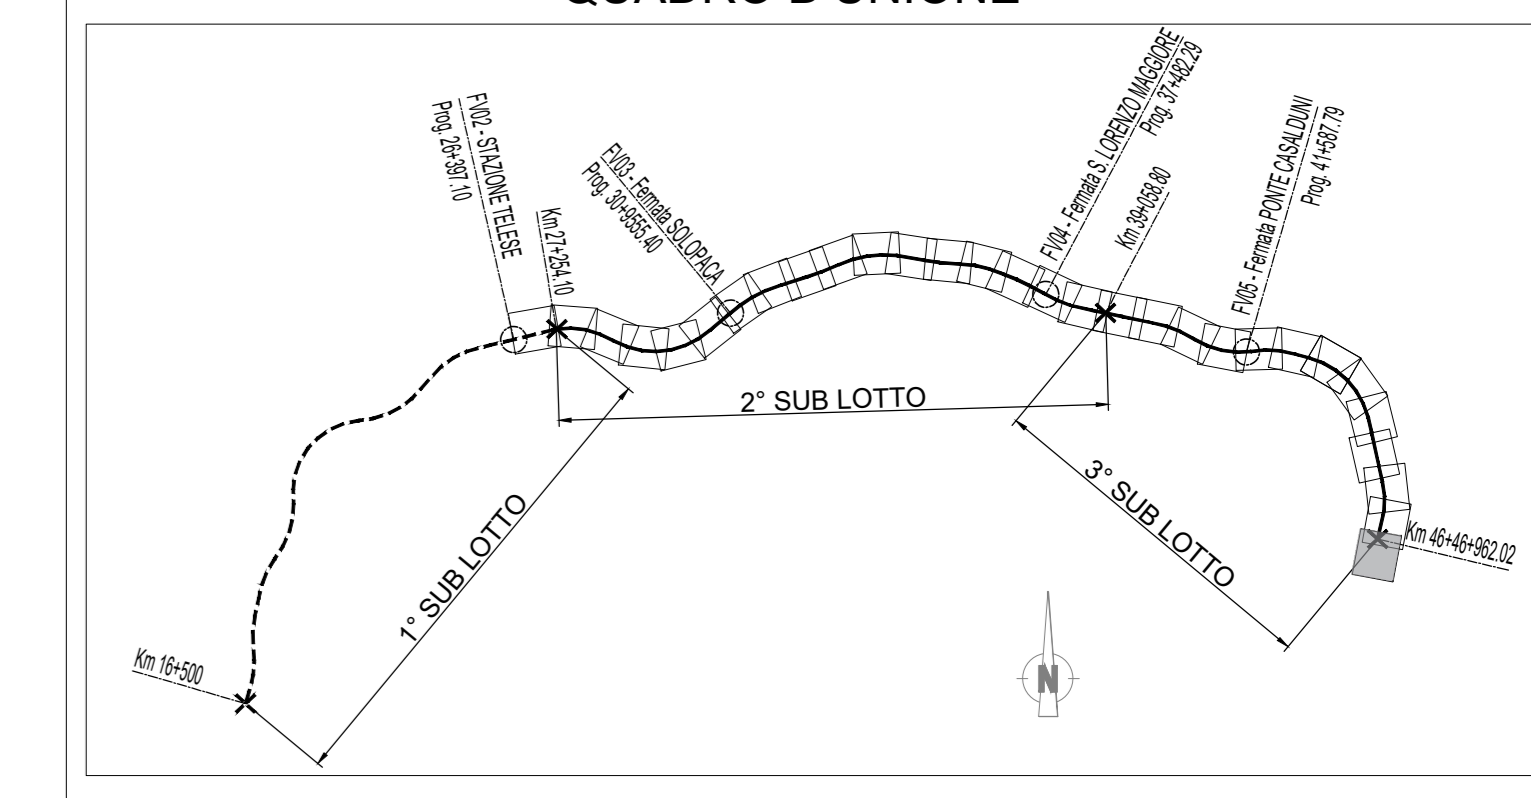 QUADRO D'UNIONE
FV02 - STAZIONE TELESE
Prog. 26+397.10
Km 27+254.10
FV03 - Fermata SOLOPACA
Prog. 30+9555.40
FV04 - Fermata S. LORENZO MAGGIORE
Prog. 37+482.29
Km 39+058.80
FV05 - Fermata PONTE CASALDUNI
Prog. 41+587.79
2° SUB LOTTO
1° SUB LOTTO
3° SUB LOTTO
Km 46+46+962.02
Km 16+500
N